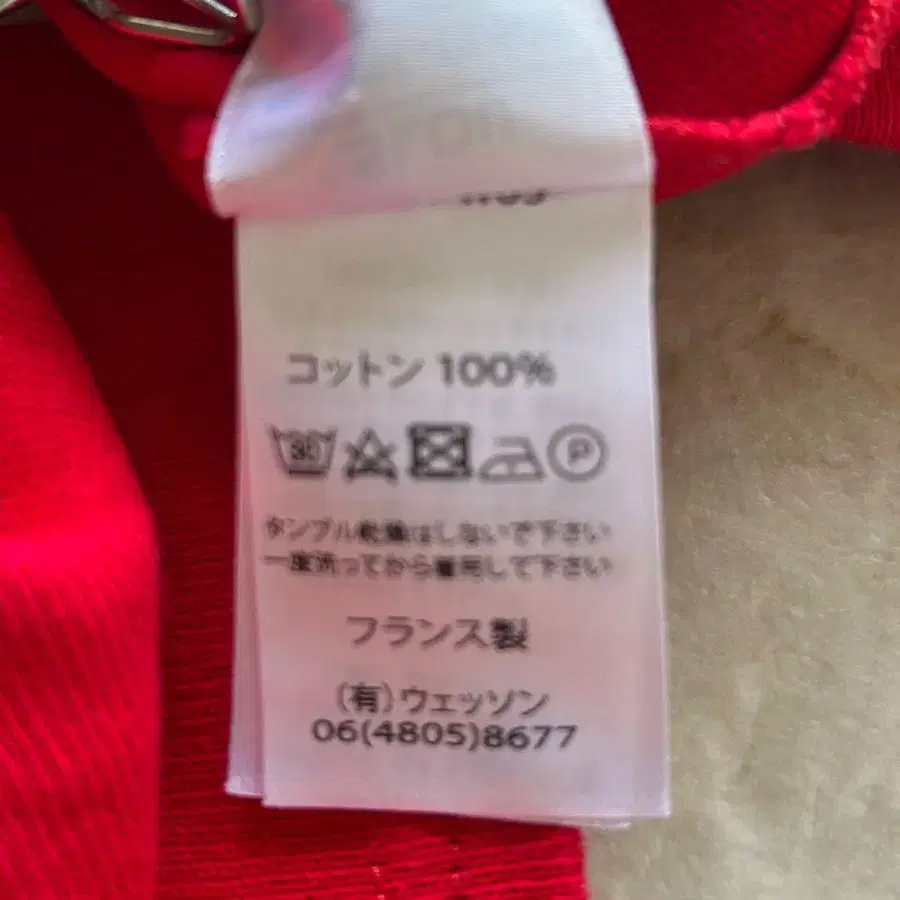 コットン 100%
30
P
タンブル乾燥はしないで下さい
一度洗ってから着用して下さい
フランス製
(有)ウェッソン
06(4805)8677